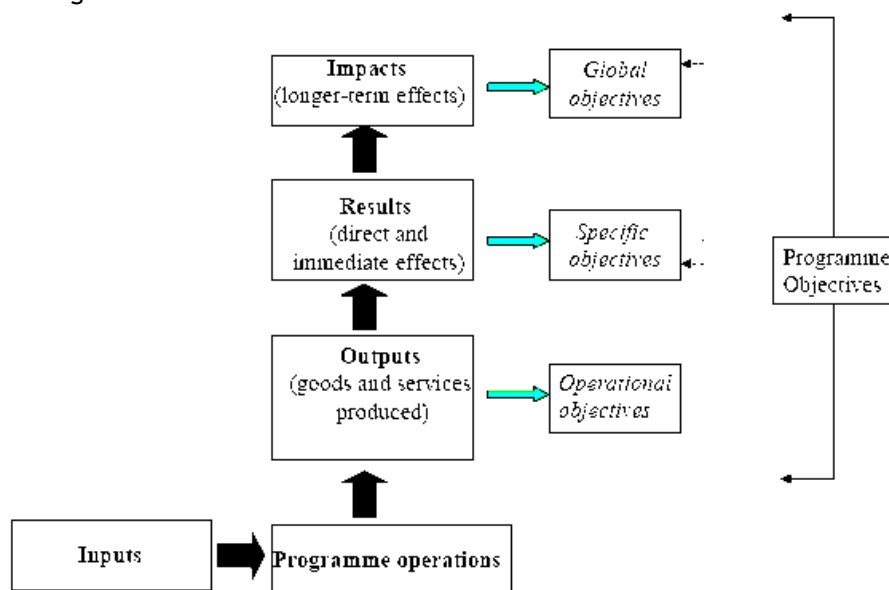 Impacts
(longer-term effects)
Global
objectives
Results
(direct and
immediate effects)
Specific
objectives
Programme
Objectives
Outputs
(goods and services
produced)
Operational
objectives
Inputs
Programme operations